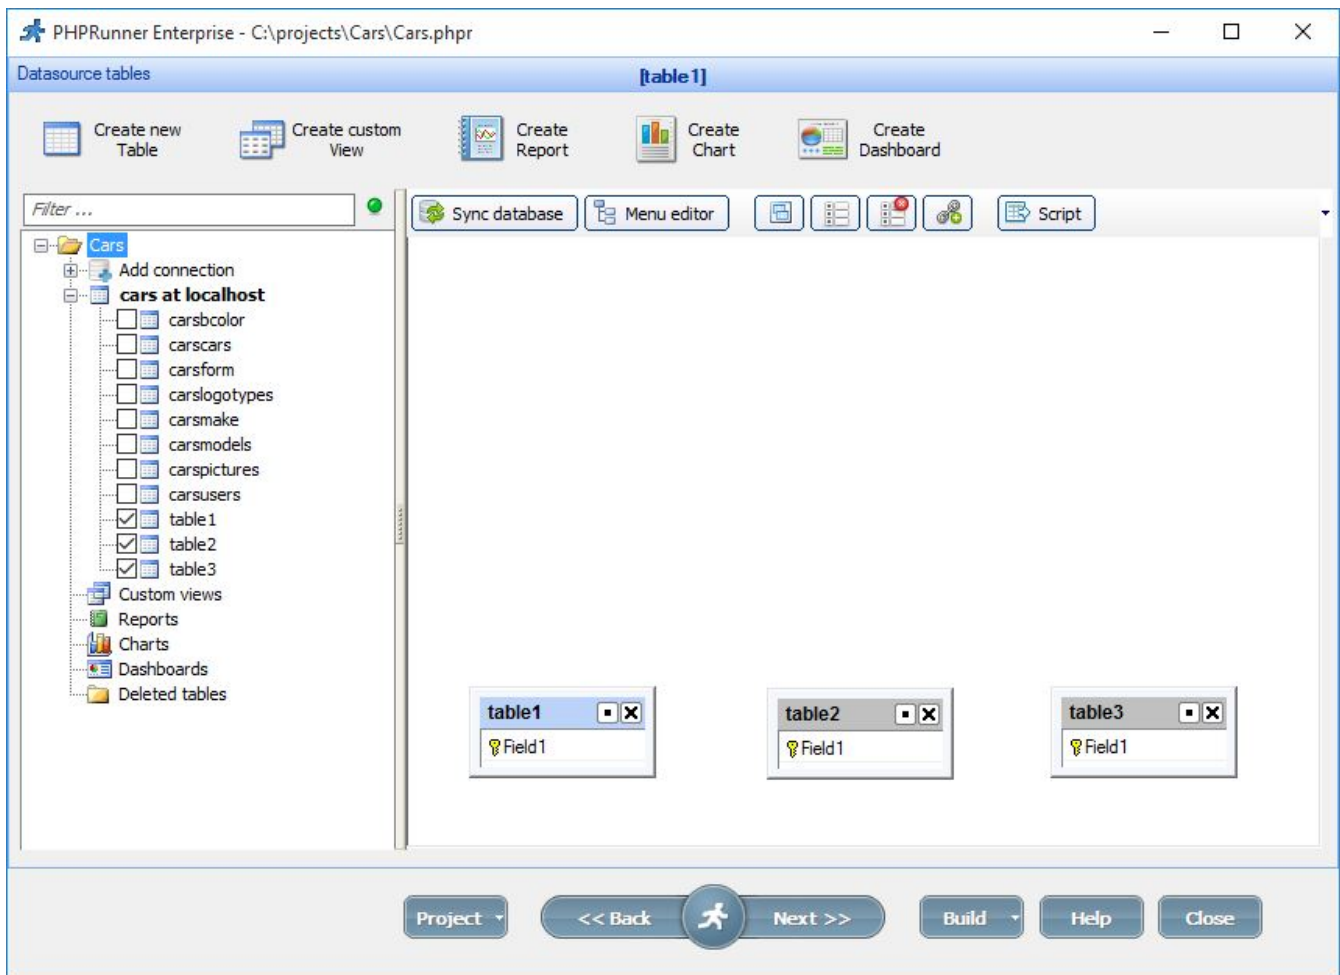 PHPRunner Enterprise - C:\projects\Cars\Cars.phpr
Datasource tables
[table1]
Create new
Table
Create custom
View
Create
Report
Create
Chart
Create
Dashboard
Filter ...
Sync database
Menu editor
Script
Cars
Add connection
cars at localhost
carsbcolor
carscars
carsform
carslogotypes
carsmake
carsmodels
carspictures
carsusers
table1
table2
table3
Custom views
Reports
Charts
Dashboards
Deleted tables
table1
Field1
table2
Field1
table3
Field1
Project
<< Back
Next >>
Build
Help
Close